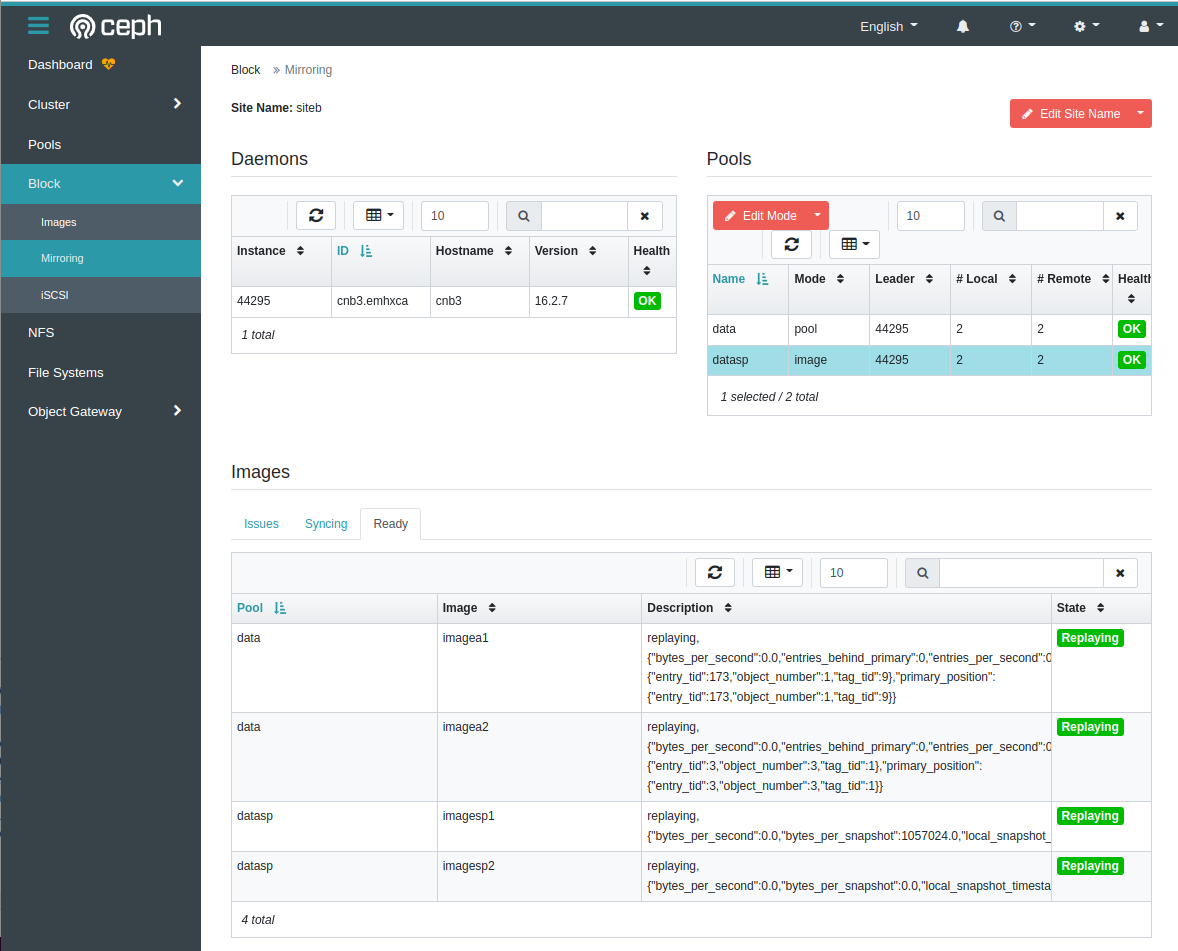 ceph
English
Dashboard
Cluster
Pools
Block
Images
Mirroring
iSCSI
NFS
File Systems
Object Gateway
Block » Mirroring
Site Name: siteb
Edit Site Name
Daemons
10
Instance ID Hostname Version Health
44295 cnb3.emhxca cnb3 16.2.7 OK
1 total
Pools
Edit Mode 10
Name Mode Leader # Local # Remote Health
data pool 44295 2 2 OK
datasp image 44295 2 2 OK
1 selected / 2 total
Images
Issues Syncing Ready
10
Pool Image Description State
data imagea1 replaying, Replaying
{"bytes_per_second":0.0,"entries_behind_primary":0,"entries_per_second":0
{"entry_tid":173,"object_number":1,"tag_tid":9},"primary_position":
{"entry_tid":173,"object_number":1,"tag_tid":9}}
data imagea2 replaying, Replaying
{"bytes_per_second":0.0,"entries_behind_primary":0,"entries_per_second":0
{"entry_tid":3,"object_number":3,"tag_tid":1},"primary_position":
{"entry_tid":3,"object_number":3,"tag_tid":1}}
datasp imagesp1 replaying, Replaying
{"bytes_per_second":0.0,"bytes_per_snapshot":1057024.0,"local_snapshot_
datasp imagesp2 replaying, Replaying
{"bytes_per_second":0.0,"bytes_per_snapshot":0.0,"local_snapshot_timesta
4 total